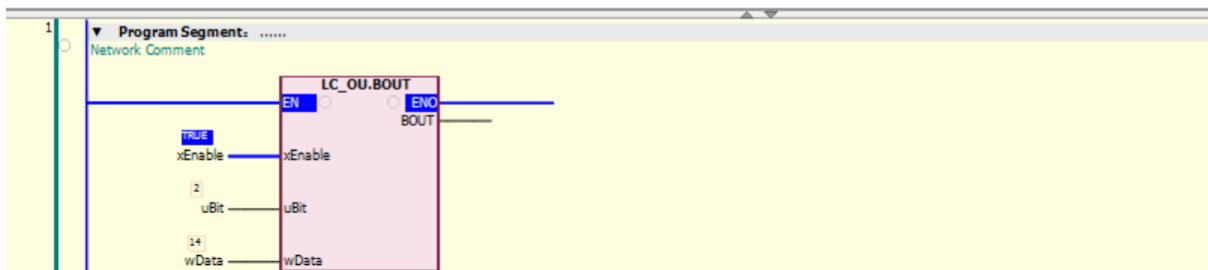 1
▼ Program Segment: ......
Network Comment
LC_OU.BOUT
EN ENO
BOUT
TRUE
xEnable xEnable
2
uBit uBit
14
wData wData